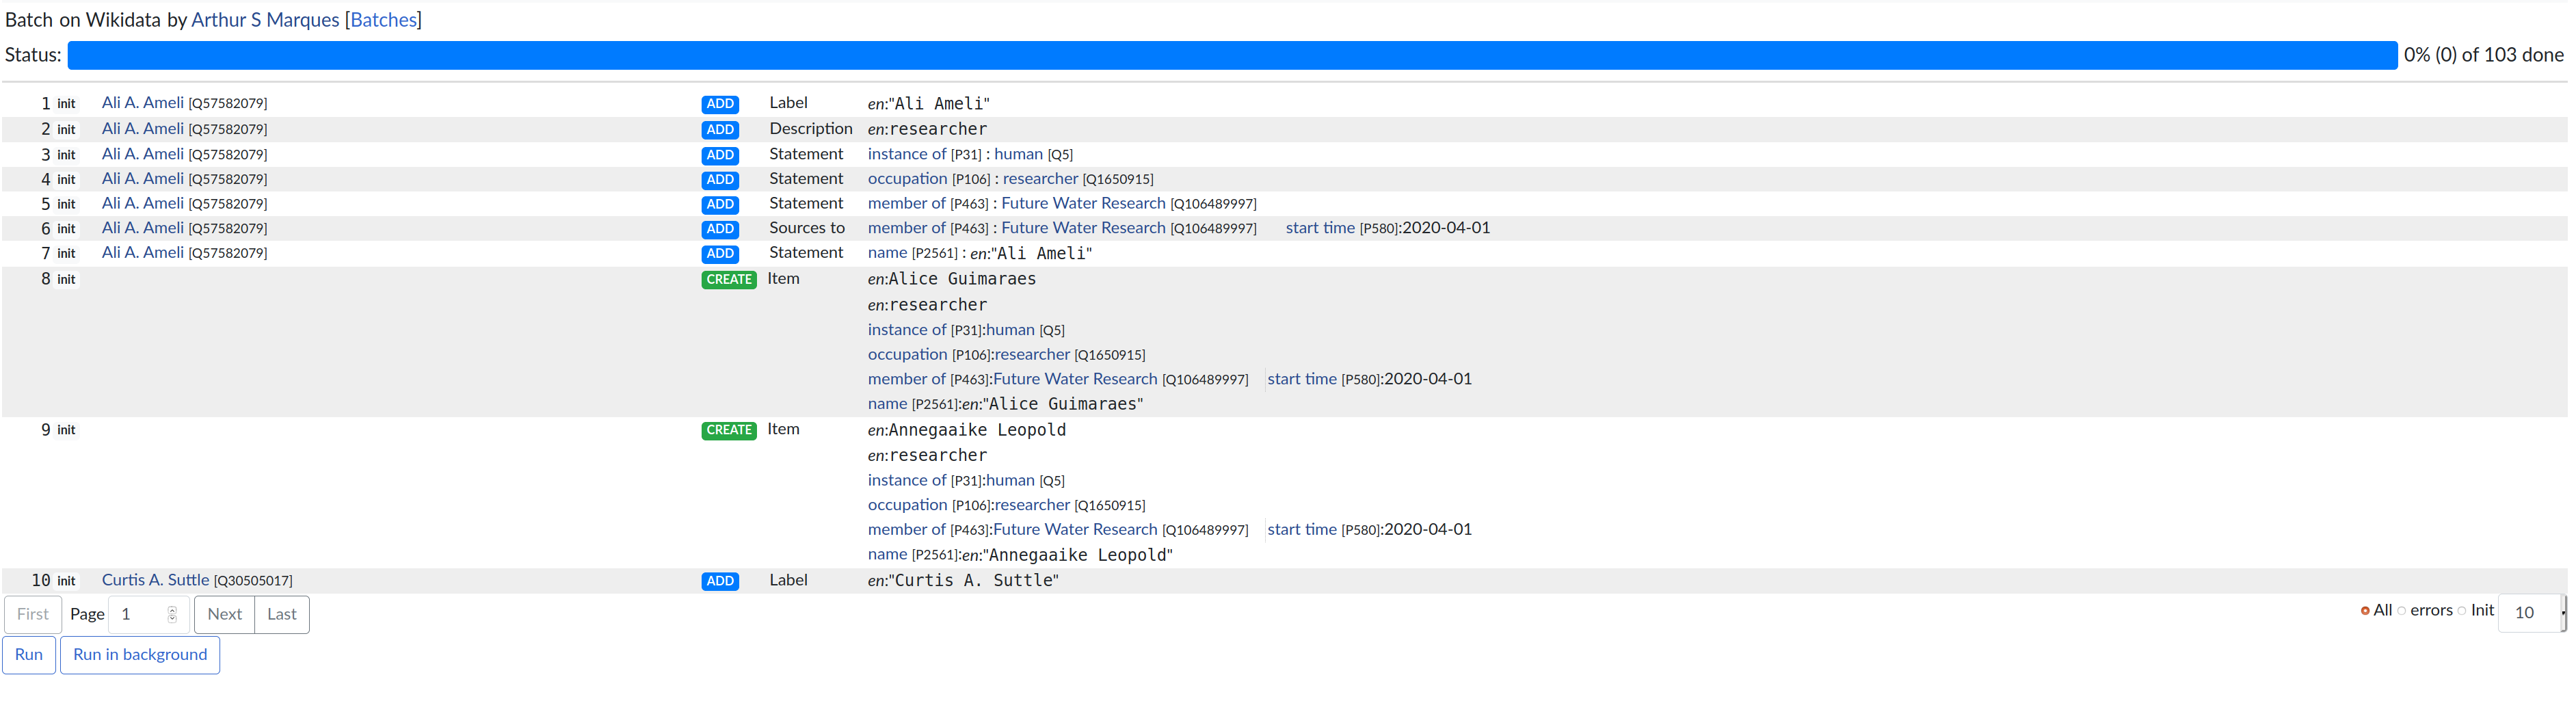 Batch on Wikidata by Arthur S Marques [Batches]
Status: 0% (0) of 103 done
1 init Ali A. Ameli [Q57582079] ADD Label en:"Ali Ameli"
2 init Ali A. Ameli [Q57582079] ADD Description en:researcher
3 init Ali A. Ameli [Q57582079] ADD Statement instance of [P31] : human [Q5]
4 init Ali A. Ameli [Q57582079] ADD Statement occupation [P106] : researcher [Q1650915]
5 init Ali A. Ameli [Q57582079] ADD Statement member of [P463] : Future Water Research [Q106489997]
6 init Ali A. Ameli [Q57582079] ADD Sources to member of [P463] : Future Water Research [Q106489997] start time [P580]:2020-04-01
7 init Ali A. Ameli [Q57582079] ADD Statement name [P2561] : en:"Ali Ameli"
8 init CREATE Item en:Alice Guimaraes
en:researcher
instance of [P31]:human [Q5]
occupation [P106]:researcher [Q1650915]
member of [P463]:Future Water Research [Q106489997] start time [P580]:2020-04-01
name [P2561]:en:"Alice Guimaraes"
9 init CREATE Item en:Annegaaike Leopold
en:researcher
instance of [P31]:human [Q5]
occupation [P106]:researcher [Q1650915]
member of [P463]:Future Water Research [Q106489997] start time [P580]:2020-04-01
name [P2561]:en:"Annegaaike Leopold"
10 init Curtis A. Suttle [Q30505017] ADD Label en:"Curtis A. Suttle"
First Page 1 Next Last All errors Init 10
Run Run in background